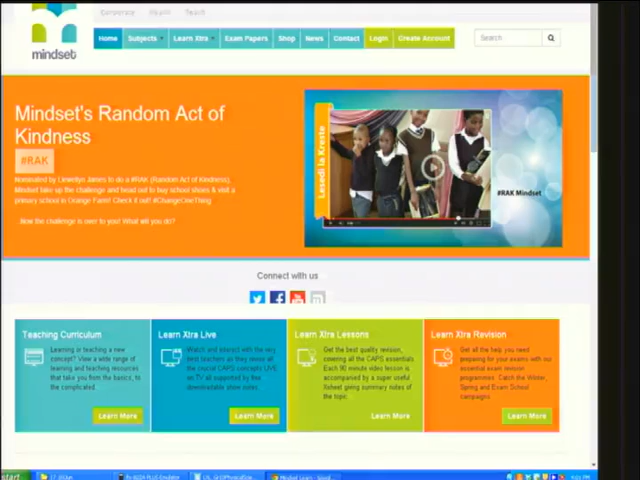 Corporate Health Teach
mindset
Home Subjects Learn Xtra Exam Papers Shop News Contact Login Create Account
Search
Mindset's Random Act of
Kindness
#RAK
Nominated by Llewelyn James to do a #RAK (Random Act of Kindness).
Mindset take up the challenge and head out to buy school shoes & visit a
primary school in Orange Farm! Check it out! #ChangeOneThing
Now the challenge is over to you! What will you do?
Lesedi la Kreste
#RAK Mindset
Connect with us
Teaching Curriculum
Learning or teaching a new
concept? View a wide range of
learning and teaching resources
that take you from the basics, to
the complicated.
Learn More
Learn Xtra Live
Watch and interact with the very
best teachers as they revise all
the crucial CAPS concepts LIVE
on TV all supported by free
downloadable show notes.
Learn More
Learn Xtra Lessons
Get the best quality revision,
covering all the CAPS essentials
Each 90 minute video lesson is
accompanied by a super useful
Xsheet giving summary notes of
the topic.
Learn More
Learn Xtra Revision
Get all the help you need
preparing for your exams with our
essential exam revision
programmes. Catch the Winter,
Spring and Exam School
campaigns.
Learn More
start
Mindset Learn